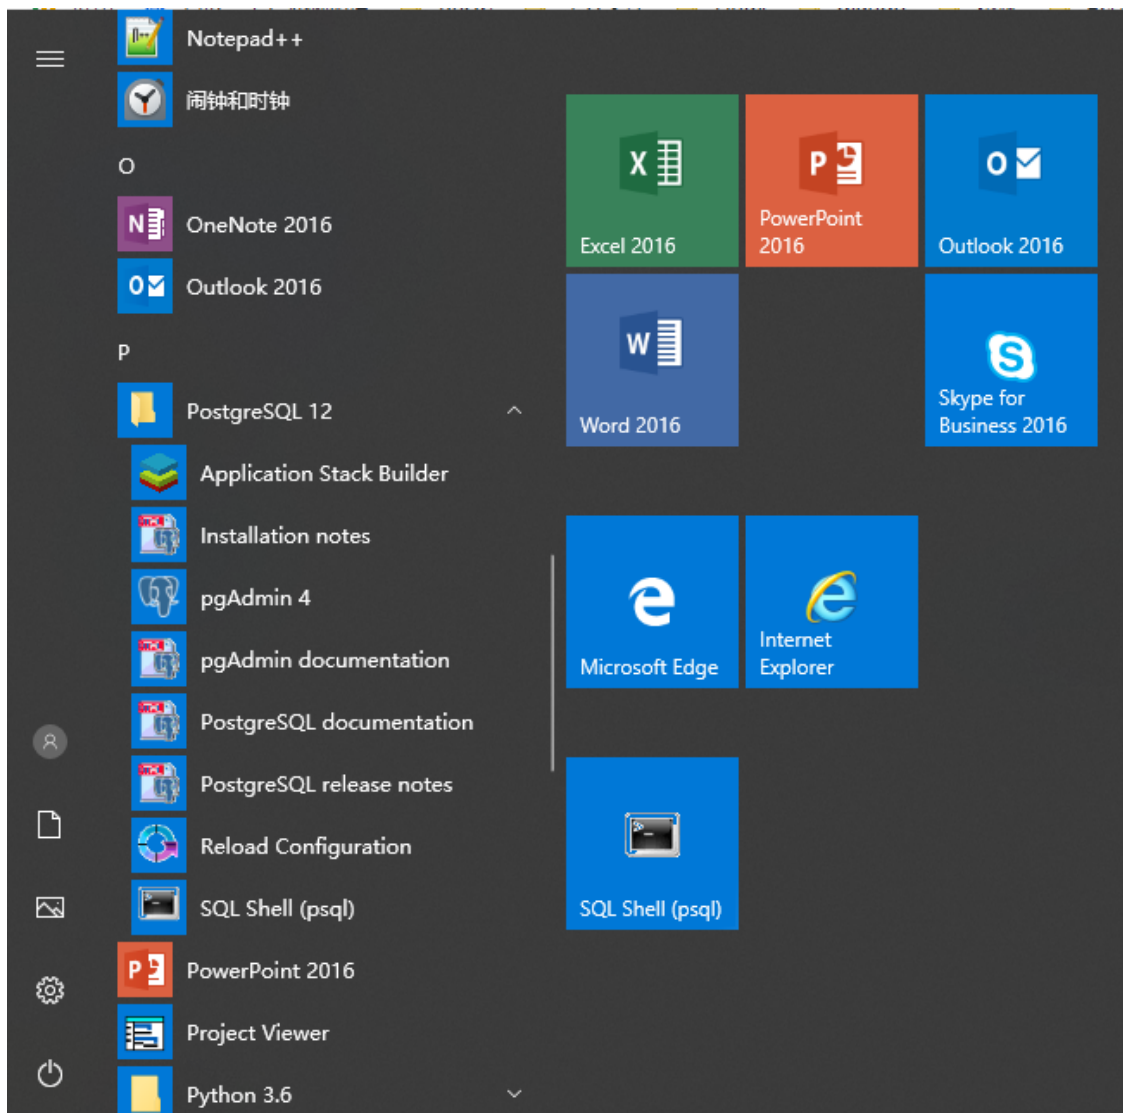 Notepad++
闹钟和时钟
O
OneNote 2016
Outlook 2016
P
PostgreSQL 12
Application Stack Builder
Installation notes
pgAdmin 4
pgAdmin documentation
PostgreSQL documentation
PostgreSQL release notes
Reload Configuration
SQL Shell (psql)
PowerPoint 2016
Project Viewer
Python 3.6
Excel 2016
PowerPoint
2016
Outlook 2016
Word 2016
Skype for
Business 2016
Microsoft Edge
Internet
Explorer
SQL Shell (psql)